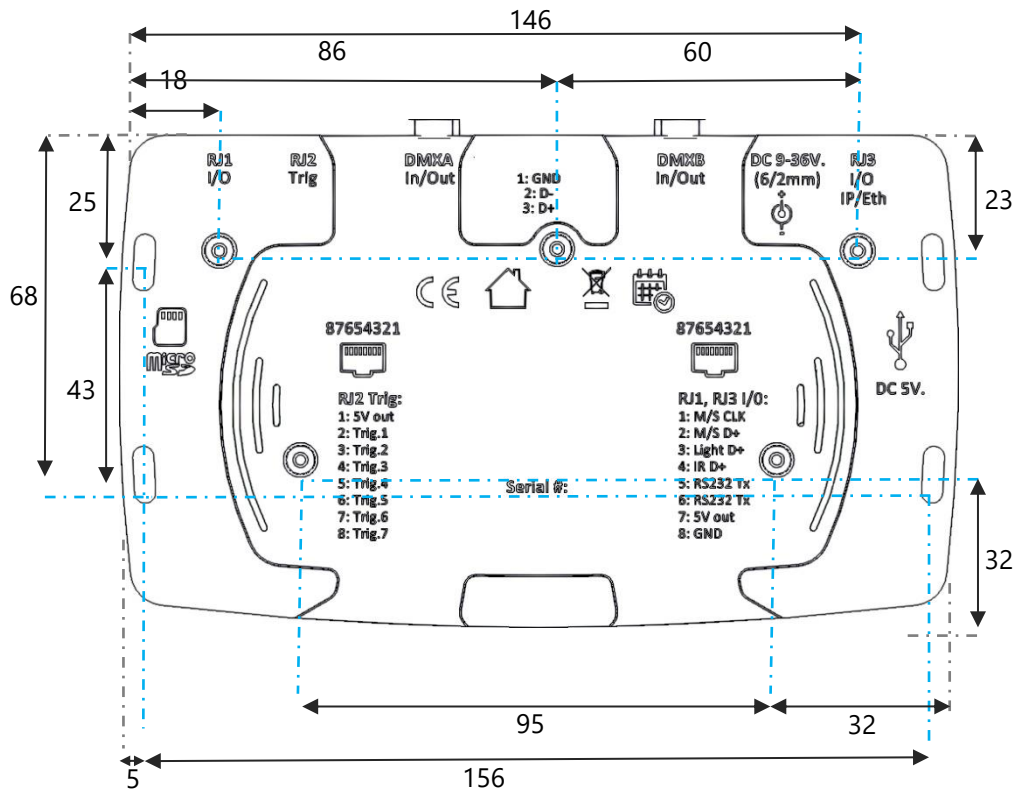 146
86
60
18
RJ1
I/O
RJ2
Trig
DMXA
In/Out
1: GND
2: D-
3: D+
DMXB
In/Out
DC 9-36V.
(6/2mm)
+
-
RJ3
I/O
IP/Eth
25
23
68
43
CE
micro
SD
87654321
RJ2 Trig:
1: 5V out
2: Trig.1
3: Trig.2
4: Trig.3
5: Trig.4
6: Trig.5
7: Trig.6
8: Trig.7
Serial #:
87654321
RJ1, RJ3 I/0:
1: M/S CLK
2: M/S D+
3: Light D+
4: IR D+
5: RS232 Tx
6: RS232 Tx
7: 5V out
8: GND
DC 5V.
32
95
32
5
156